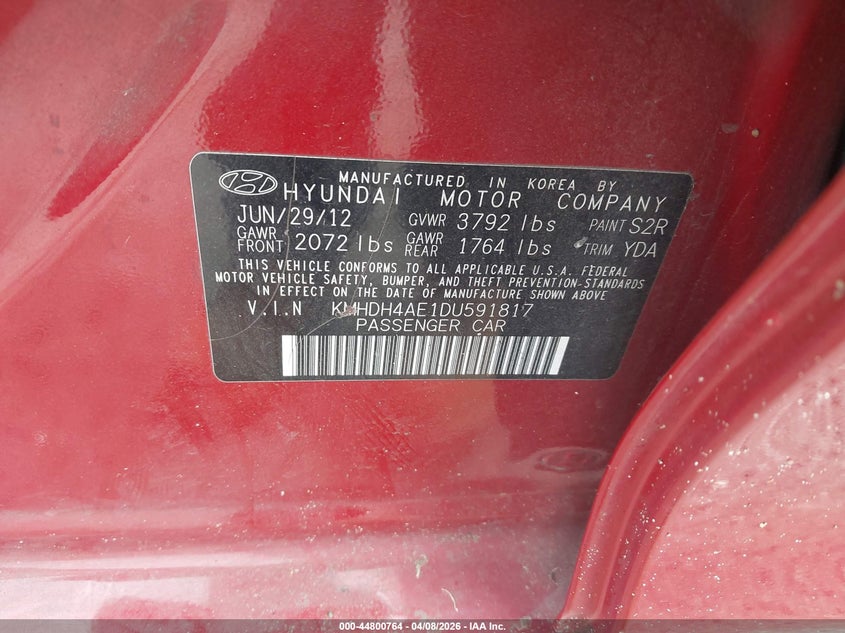 MANUFACTURED IN KOREA BY
HYUNDAI MOTOR COMPANY
JUN/29/12 GVWR 3792 lbs PAINT S2R
GAWR FRONT 2072 lbs GAWR REAR 1764 lbs TRIM YDA
THIS VEHICLE CONFORMS TO ALL APPLICABLE U.S.A. FEDERAL
MOTOR VEHICLE SAFETY, BUMPER, AND THEFT PREVENTION-STANDARDS
IN EFFECT ON THE DATE OF MANUFACTURE SHOWN ABOVE
V.I.N KMHDH4AE1DU591817
PASSENGER CAR
000-44800764 - 04/08/2026 - IAA Inc.